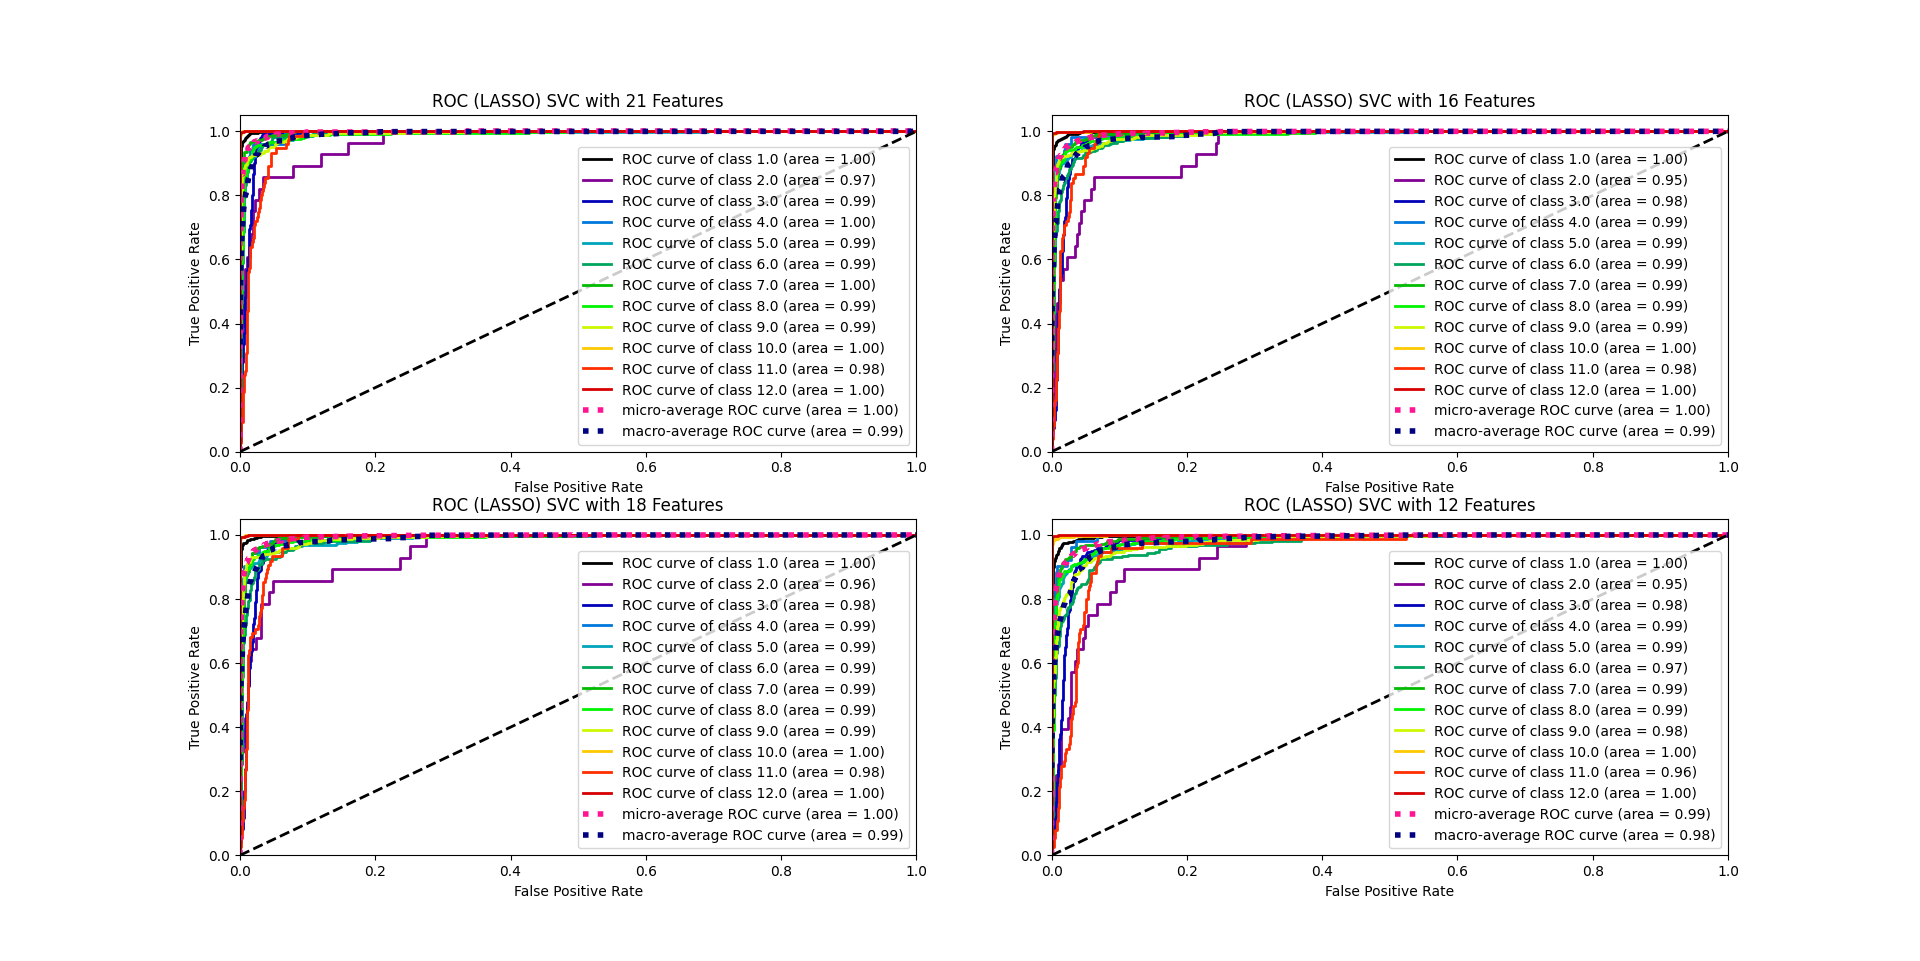 ROC (LASSO) SVC with 21 Features
True Positive Rate
1.0
0.8
0.6
0.4
0.2
0.0
ROC curve of class 1.0 (area = 1.00)
ROC curve of class 2.0 (area = 0.97)
ROC curve of class 3.0 (area = 0.99)
ROC curve of class 4.0 (area = 1.00)
ROC curve of class 5.0 (area = 0.99)
ROC curve of class 6.0 (area = 0.99)
ROC curve of class 7.0 (area = 1.00)
ROC curve of class 8.0 (area = 0.99)
ROC curve of class 9.0 (area = 0.99)
ROC curve of class 10.0 (area = 1.00)
ROC curve of class 11.0 (area = 0.98)
ROC curve of class 12.0 (area = 1.00)
micro-average ROC curve (area = 1.00)
macro-average ROC curve (area = 0.99)
0.0 0.2 0.4 0.6 0.8 1.0
False Positive Rate
ROC (LASSO) SVC with 16 Features
True Positive Rate
1.0
0.8
0.6
0.4
0.2
0.0
ROC curve of class 1.0 (area = 1.00)
ROC curve of class 2.0 (area = 0.95)
ROC curve of class 3.0 (area = 0.98)
ROC curve of class 4.0 (area = 0.99)
ROC curve of class 5.0 (area = 0.99)
ROC curve of class 6.0 (area = 0.99)
ROC curve of class 7.0 (area = 0.99)
ROC curve of class 8.0 (area = 0.99)
ROC curve of class 9.0 (area = 0.99)
ROC curve of class 10.0 (area = 1.00)
ROC curve of class 11.0 (area = 0.98)
ROC curve of class 12.0 (area = 1.00)
micro-average ROC curve (area = 1.00)
macro-average ROC curve (area = 0.99)
0.0 0.2 0.4 0.6 0.8 1.0
False Positive Rate
ROC (LASSO) SVC with 18 Features
True Positive Rate
1.0
0.8
0.6
0.4
0.2
0.0
ROC curve of class 1.0 (area = 1.00)
ROC curve of class 2.0 (area = 0.96)
ROC curve of class 3.0 (area = 0.98)
ROC curve of class 4.0 (area = 0.99)
ROC curve of class 5.0 (area = 0.99)
ROC curve of class 6.0 (area = 0.99)
ROC curve of class 7.0 (area = 0.99)
ROC curve of class 8.0 (area = 0.99)
ROC curve of class 9.0 (area = 0.99)
ROC curve of class 10.0 (area = 1.00)
ROC curve of class 11.0 (area = 0.98)
ROC curve of class 12.0 (area = 1.00)
micro-average ROC curve (area = 1.00)
macro-average ROC curve (area = 0.99)
0.0 0.2 0.4 0.6 0.8 1.0
False Positive Rate
ROC (LASSO) SVC with 12 Features
True Positive Rate
1.0
0.8
0.6
0.4
0.2
0.0
ROC curve of class 1.0 (area = 1.00)
ROC curve of class 2.0 (area = 0.95)
ROC curve of class 3.0 (area = 0.98)
ROC curve of class 4.0 (area = 0.99)
ROC curve of class 5.0 (area = 0.99)
ROC curve of class 6.0 (area = 0.97)
ROC curve of class 7.0 (area = 0.99)
ROC curve of class 8.0 (area = 0.99)
ROC curve of class 9.0 (area = 0.98)
ROC curve of class 10.0 (area = 1.00)
ROC curve of class 11.0 (area = 0.96)
ROC curve of class 12.0 (area = 1.00)
micro-average ROC curve (area = 0.99)
macro-average ROC curve (area = 0.98)
0.0 0.2 0.4 0.6 0.8 1.0
False Positive Rate